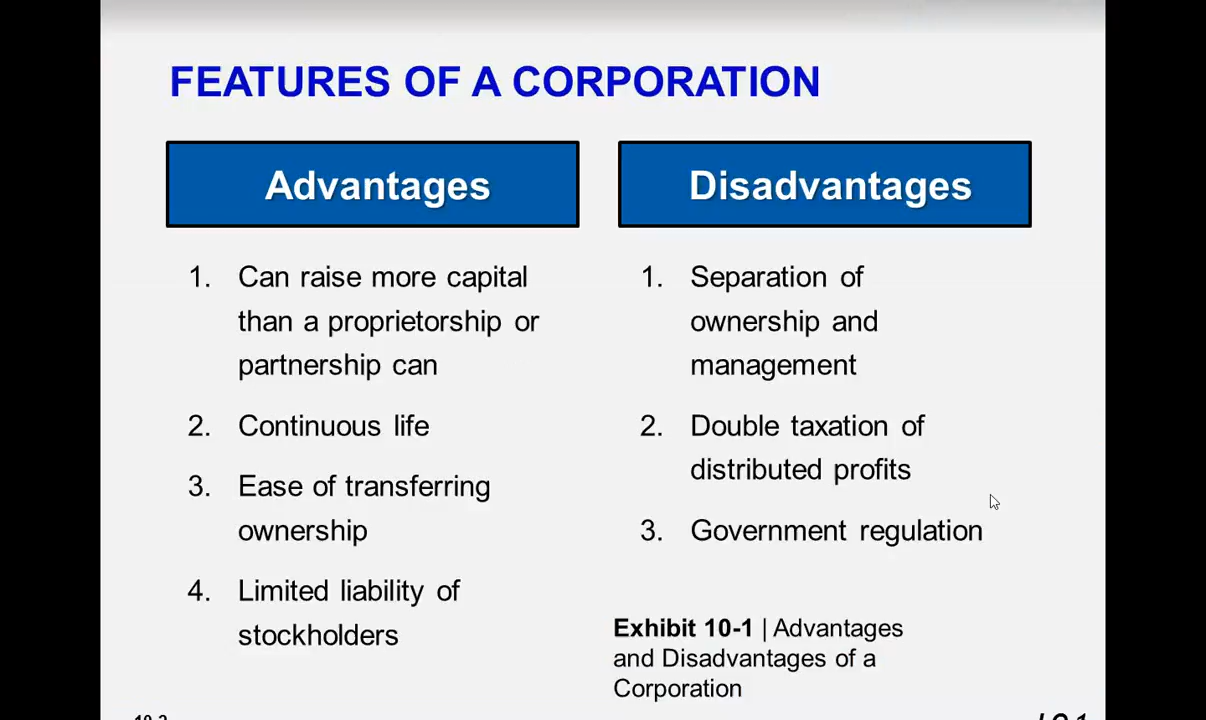 FEATURES OF A CORPORATION
Advantages
1. Can raise more capital
than a proprietorship or
partnership can
2. Continuous life
3. Ease of transferring
ownership
4. Limited liability of
stockholders
Disadvantages
1. Separation of
ownership and
management
2. Double taxation of
distributed profits
3. Government regulation
Exhibit 10-1 | Advantages
and Disadvantages of a
Corporation